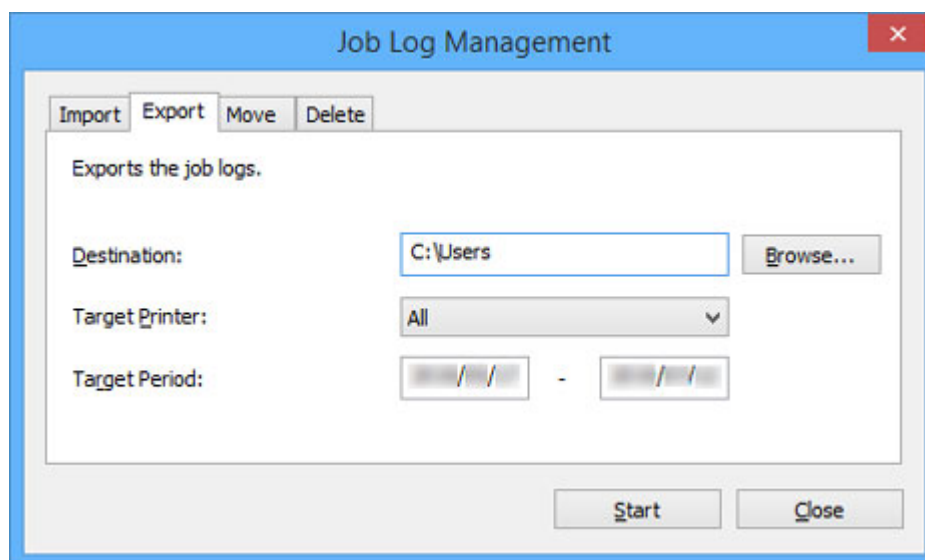 Job Log Management
Import Export Move Delete
Exports the job logs.
Destination: C:\Users Browse...
Target Printer: All
Target Period: / / - / /
Start Close